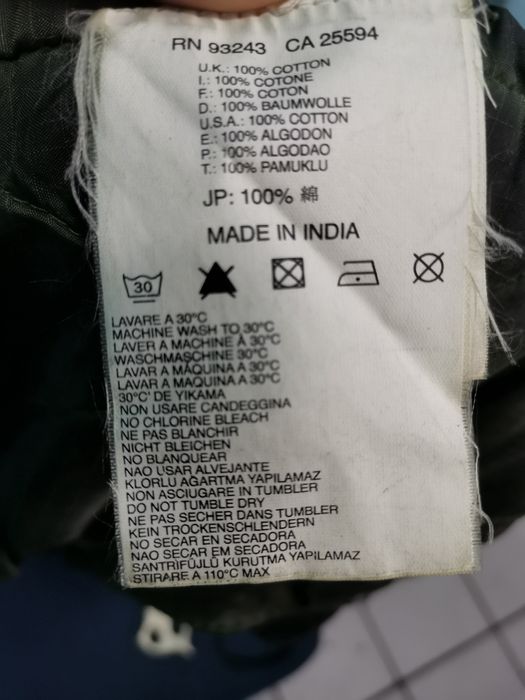 RN 93243 CA 25594
U.K.: 100% COTTON
I.: 100% COTONE
F.: 100% COTON
D.: 100% BAUMWOLLE
U.S.A.: 100% COTTON
E.: 100% ALGODON
P.: 100% ALGODAO
T.: 100% PAMUKLU
JP: 100% 綿
MADE IN INDIA
30
LAVARE A 30°C
MACHINE WASH TO 30°C
LAVER A MACHINE À 30°C
WASCHMASCHINE 30°C
LAVAR A MÁQUINA A 30°C
LAVAR A MAQUINA A 30°C
30°C' DE YIKAMA
NON USARE CANDEGGINA
NO CHLORINE BLEACH
NE PAS BLANCHIR
NICHT BLEICHEN
NO BLANQUEAR
NAO USAR ALVEJANTE
KLORLU AĞARTMA YAPILAMAZ
NON ASCIUGARE IN TUMBLER
DO NOT TUMBLE DRY
NE PAS SECHER DANS TUMBLER
KEIN TROCKENSCHLENDERN
NO SECAR EN SECADORA
NAO SECAR EM SECADORA
SANTRİFÜJLÜ KURUTMA YAPILAMAZ
STIRARE A 110°C MAX